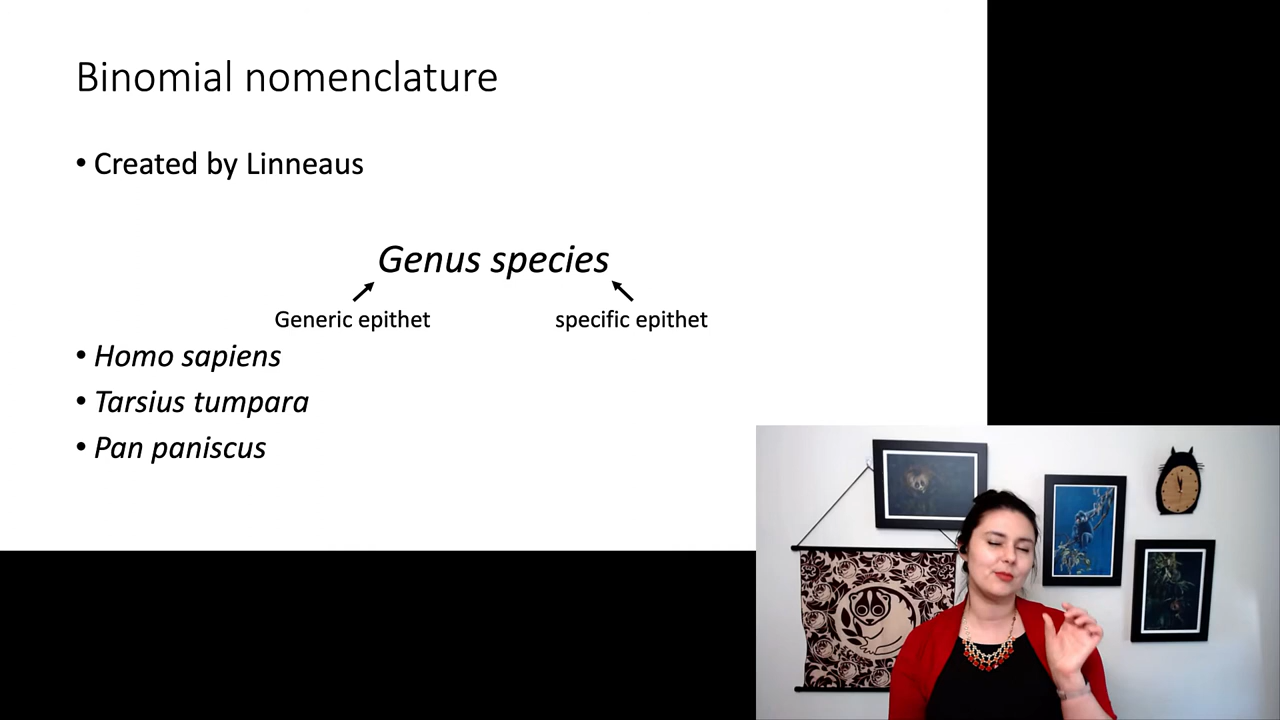 Binomial nomenclature
• Created by Linneaus
Genus species
Generic epithet specific epithet
• Homo sapiens
• Tarsius tumpara
• Pan paniscus